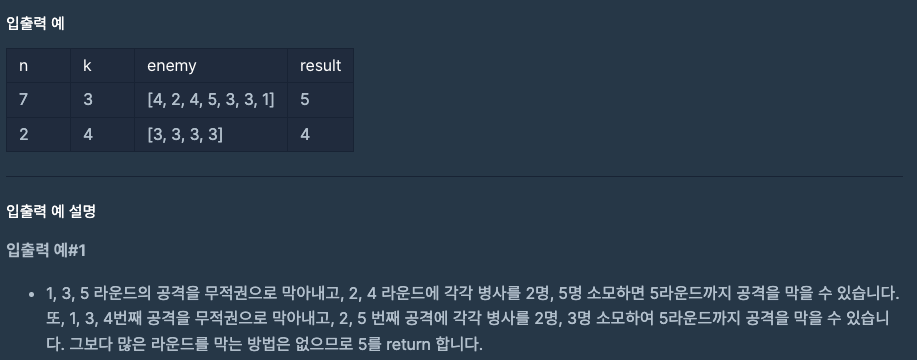 입출력 예
n k enemy result
7 3 [4, 2, 4, 5, 3, 3, 1] 5
2 4 [3, 3, 3, 3] 4
입출력 예 설명
입출력 예#1
• 1, 3, 5 라운드의 공격을 무적권으로 막아내고, 2, 4 라운드에 각각 병사를 2명, 5명 소모하면 5라운드까지 공격을 막을 수 있습니다.
또, 1, 3, 4번째 공격을 무적권으로 막아내고, 2, 5 번째 공격에 각각 병사를 2명, 3명 소모하여 5라운드까지 공격을 막을 수 있습니
다. 그보다 많은 라운드를 막는 방법은 없으므로 5를 return 합니다.